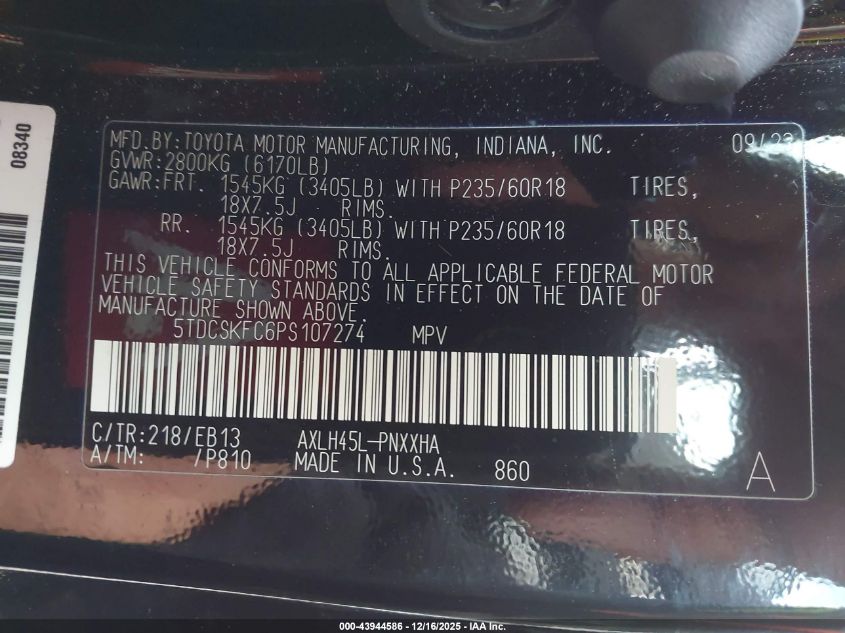 08340
MFD.BY:TOYOTA MOTOR MANUFACTURING, INDIANA, INC. 09/23
GVWR:2800KG (6170LB)
GAWR:FRT. 1545KG (3405LB) WITH P235/60R18 TIRES,
18X7.5J RIMS.
RR. 1545KG (3405LB) WITH P235/60R18 TIRES,
18X7.5J RIMS.
THIS VEHICLE CONFORMS TO ALL APPLICABLE FEDERAL MOTOR
VEHICLE SAFETY STANDARDS IN EFFECT ON THE DATE OF
MANUFACTURE SHOWN ABOVE.
5TDCSKFC6PS107274 MPV
C/TR:218/EB13 AXLH45L-PNXXHA
A/TM: /P810 MADE IN U.S.A. 860
A
000-43944586 - 12/16/2025 - IAA Inc.